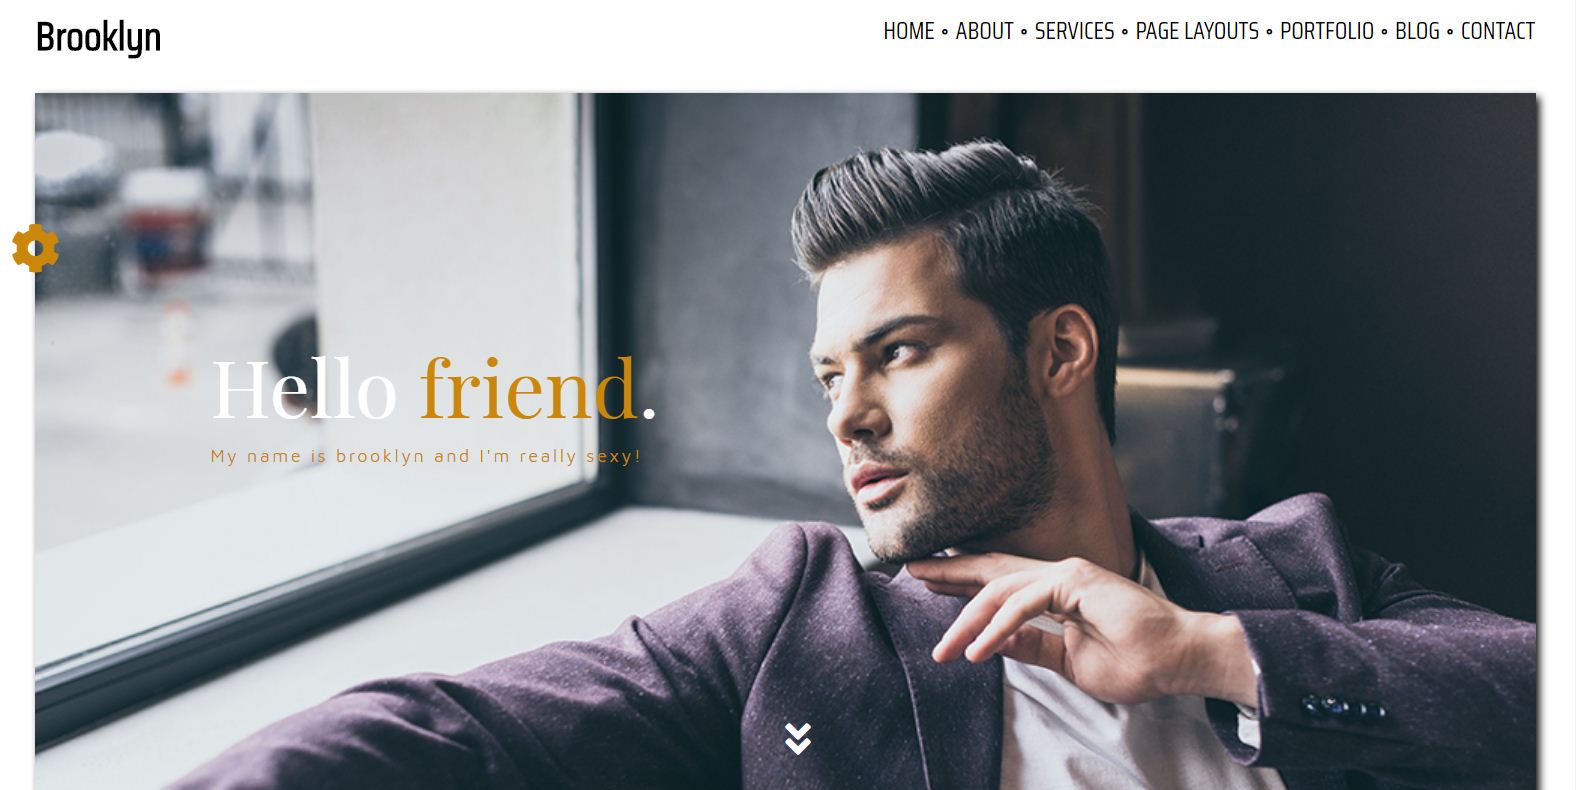 Brooklyn
HOME ∘ ABOUT ∘ SERVICES ∘ PAGE LAYOUTS ∘ PORTFOLIO ∘ BLOG ∘ CONTACT
Hello friend.
My name is brooklyn and I'm really sexy!